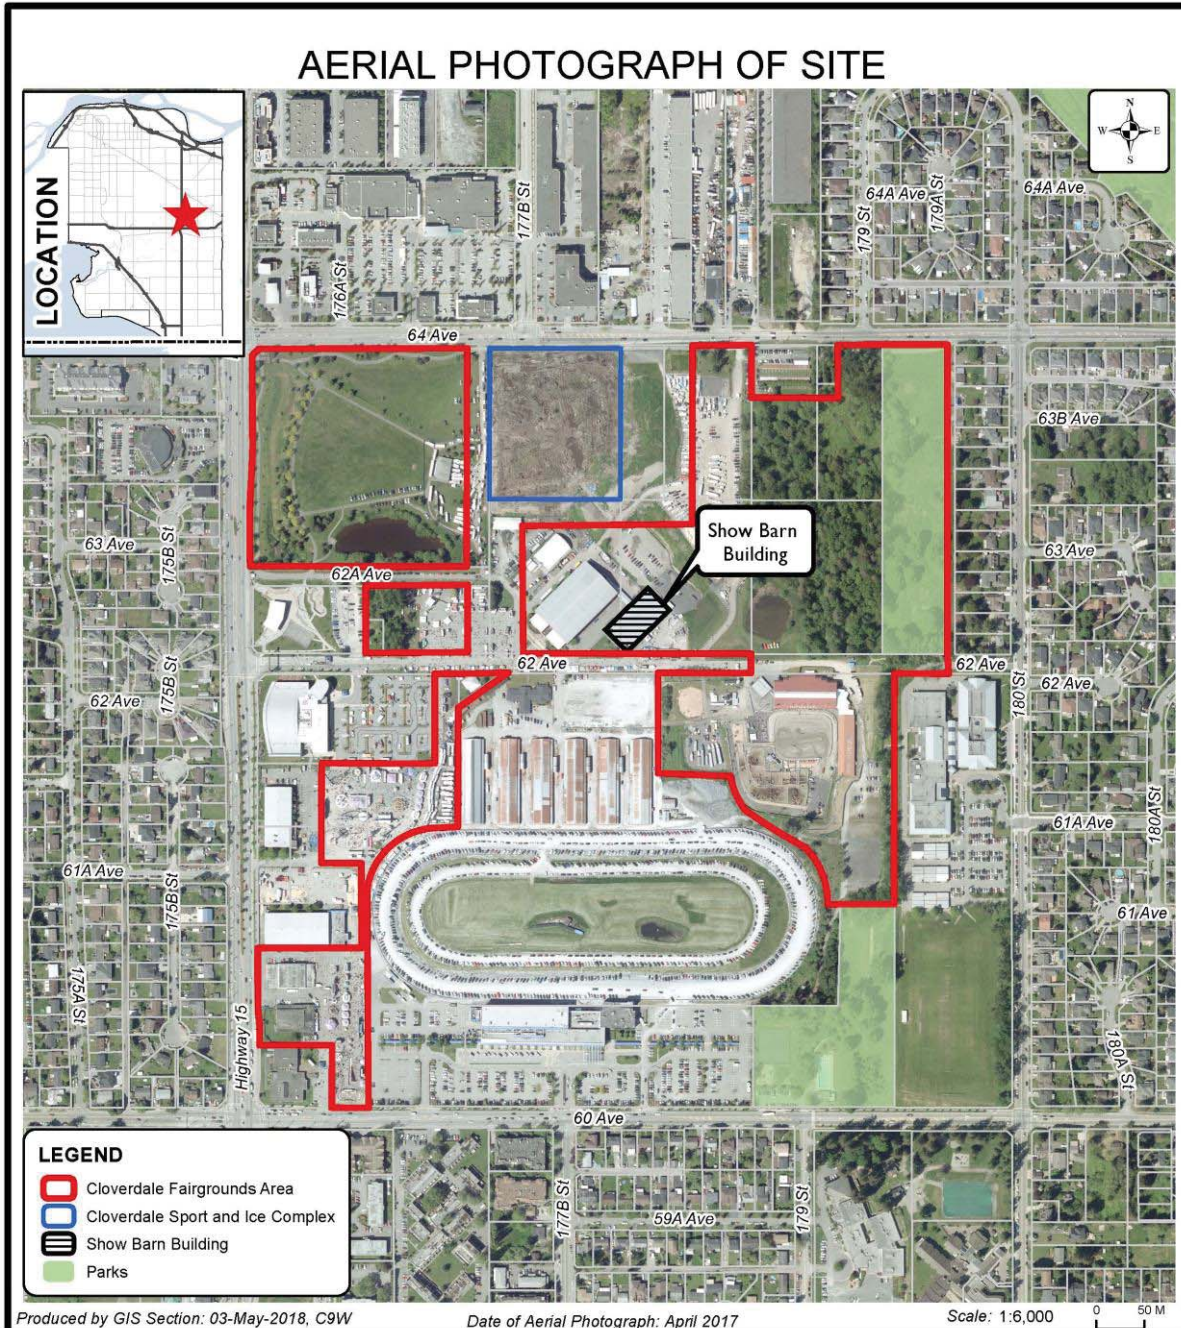 AERIAL PHOTOGRAPH OF SITE
LOCATION
N
W E
S
177B St
64A Ave
179A St
64A Ave
179 St
176A St
64 Ave
63B Ave
Show Barn
Building
63 Ave
175B St
63 Ave
62A Ave
62 Ave
62 Ave
175B St
62 Ave
62 Ave
180 St
180A St
61A Ave
61A Ave
175B St
61 Ave
175A St
Highway 15
180A St
60 Ave
177B St
59A Ave
179 St
LEGEND
Cloverdale Fairgrounds Area
Cloverdale Sport and Ice Complex
Show Barn Building
Parks
Produced by GIS Section: 03-May-2018, C9W
Date of Aerial Photograph: April 2017
Scale: 1:6,000
0 50 M